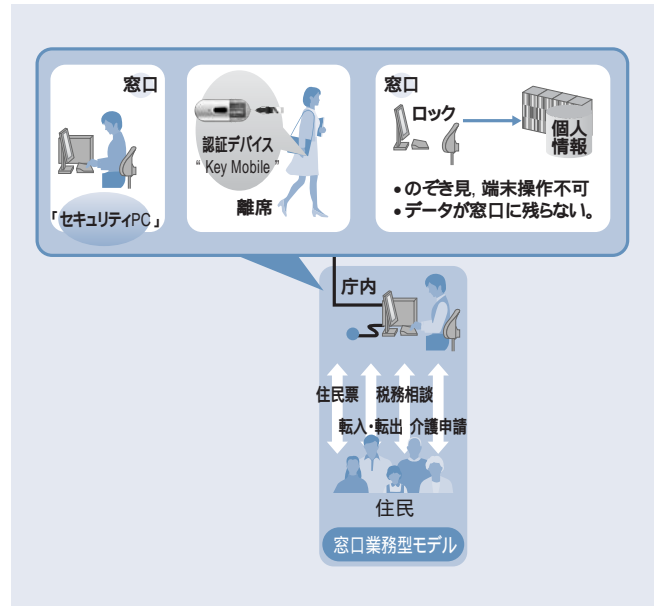 窓口
「セキュリティPC」
認証デバイス
“ Key Mobile ”
離席
窓口
ロック
個人
情報
•のぞき見, 端末操作不可
•データが窓口に残らない。
庁内
住民票 税務相談
転入・転出 介護申請
住民
窓口業務型モデル